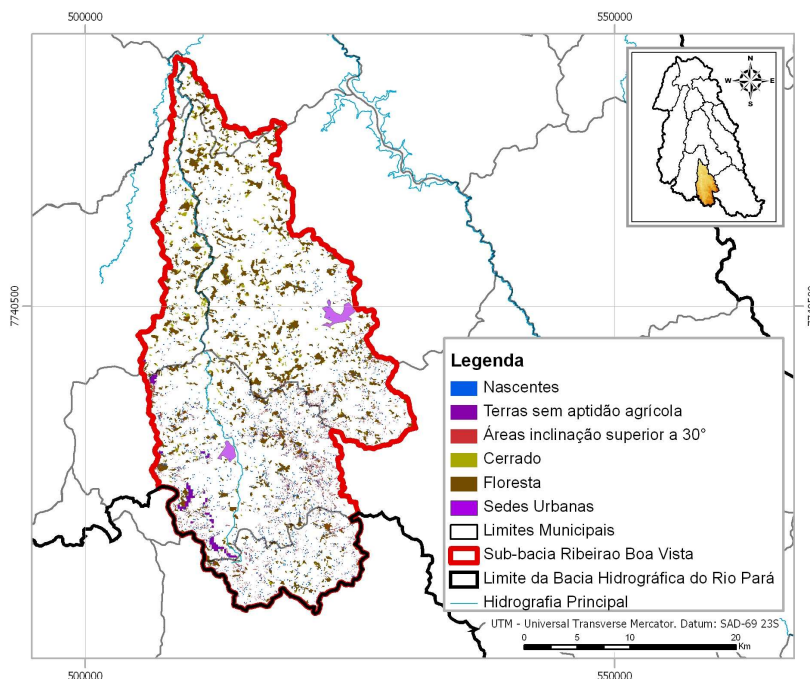 500000
550000
N
W
E
S
7740500
7740500
Legenda
Nascentes
Terras sem aptidão agrícola
Áreas inclinação superior a 30°
Cerrado
Floresta
Sedes Urbanas
Limites Municipais
Sub-bacia Ribeirao Boa Vista
Limite da Bacia Hidrográfica do Rio Pará
Hidrografia Principal
UTM - Universal Transverse Mercator. Datum: SAD-69 23S
0 5 10 20
Km
500000
550000